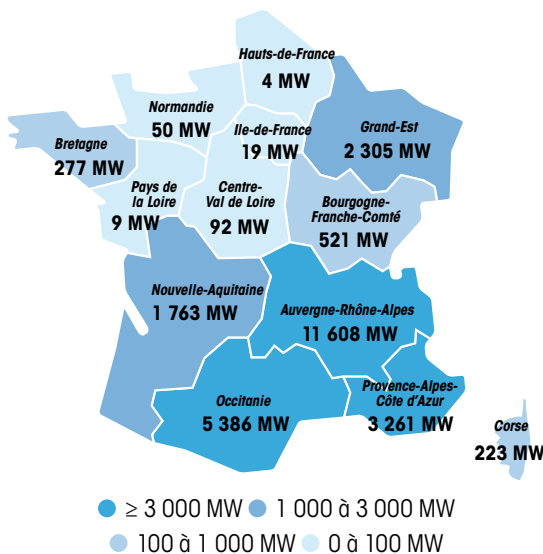 Hauts-de-France
4 MW
Normandie
50 MW
Ile-de-France
19 MW
Grand-Est
2 305 MW
Bretagne
277 MW
Pays de
la Loire
9 MW
Centre-
Val de Loire
92 MW
Bourgogne-
Franche-Comté
521 MW
Nouvelle-Aquitaine
1 763 MW
Auvergne-Rhône-Alpes
11 608 MW
Occitanie
5 386 MW
Provence-Alpes-
Côte d'Azur
3 261 MW
Corse
223 MW
≥ 3 000 MW
1 000 à 3 000 MW
100 à 1 000 MW
0 à 100 MW